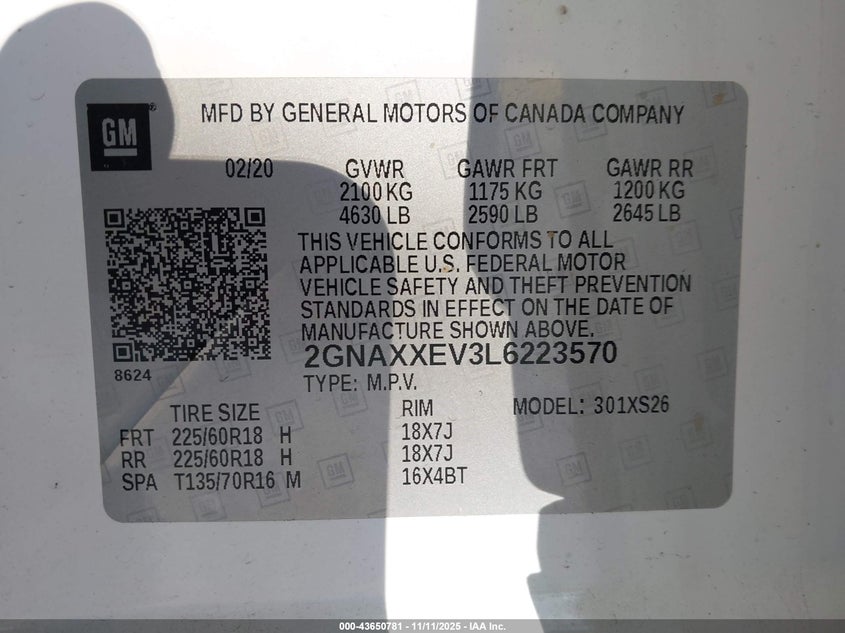 GM®
MFD BY GENERAL MOTORS OF CANADA COMPANY
02/20 GVWR GAWR FRT GAWR RR
2100 KG 1175 KG 1200 KG
4630 LB 2590 LB 2645 LB
THIS VEHICLE CONFORMS TO ALL
APPLICABLE U.S. FEDERAL MOTOR
VEHICLE SAFETY AND THEFT PREVENTION
STANDARDS IN EFFECT ON THE DATE OF
MANUFACTURE SHOWN ABOVE.
2GNAXXEV3L6223570
8624
TYPE: M.P.V.
TIRE SIZE RIM MODEL: 301XS26
FRT 225/60R18 H 18X7J
RR 225/60R18 H 18X7J
SPA T135/70R16 M 16X4BT
000-43650781 - 11/11/2025 - IAA Inc.